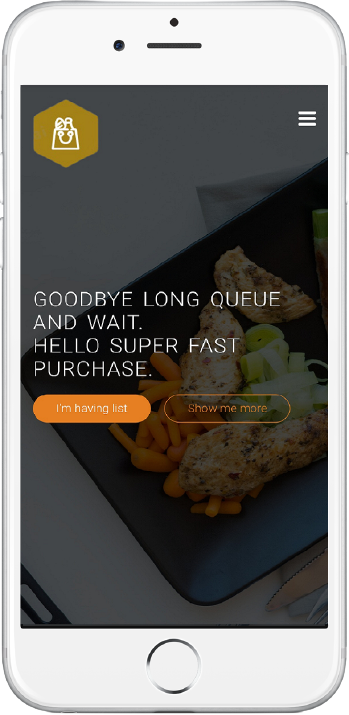 GOODBYE LONG QUEUE
AND WAIT.
HELLO SUPER FAST
PURCHASE.
I'm having list
Show me more